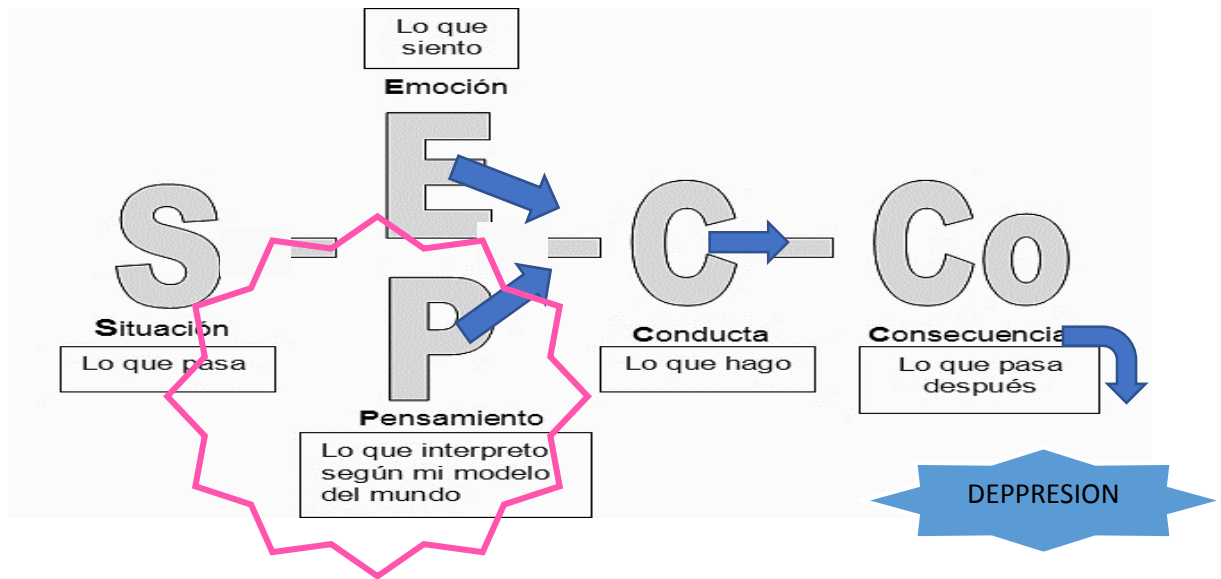 Lo que
siento
Emoción
E
S
C
Co
P
Situación
Lo que pasa
Conducta
Lo que hago
Consecuencia
Lo que pasa
después
Pensamiento
Lo que interpreto
según mi modelo
del mundo
DEPPRESION